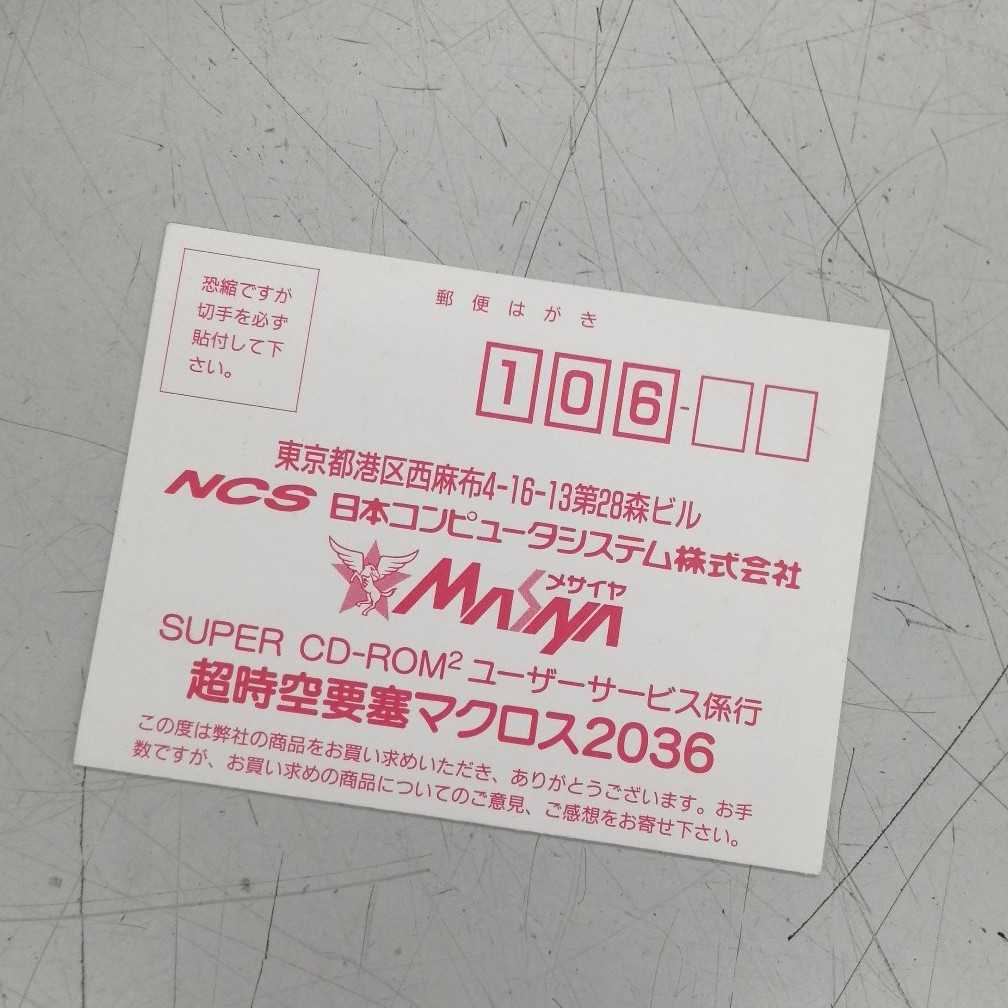 恐縮ですが
切手を必ず
貼付して下
さい。
郵便はがき
106-
東京都港区西麻布4-16-13第28森ビル
NCS 日本コンピュータシステム株式会社
メサイヤ
MASAYA
SUPER CD-ROM² ユーザーサービス係行
超時空要塞マクロス2036
この度は弊社の商品をお買い求めいただき、ありがとうございます。お手
数ですが、お買い求めの商品についてのご意見、ご感想をお寄せ下さい。